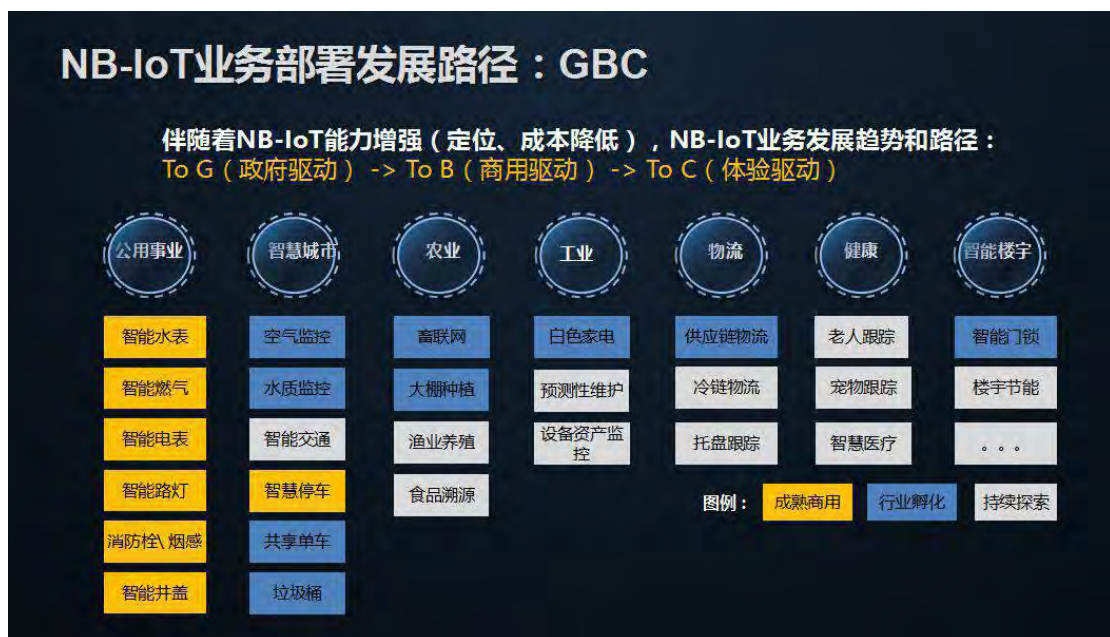 NB-IoT业务部署发展路径：GBC
伴随着NB-IoT能力增强（定位、成本降低），NB-IoT业务发展趋势和路径：
To G（政府驱动） -> To B（商用驱动） -> To C（体验驱动）
公用事业
智慧城市
农业
工业
物流
健康
智能楼宇
智能水表
空气监控
畜联网
白色家电
供应链物流
老人跟踪
智能门锁
智能燃气
水质监控
大棚种植
预测性维护
冷链物流
宠物跟踪
楼宇节能
智能电表
智能交通
渔业养殖
设备资产监
控
托盘跟踪
智慧医疗
。。。
智能路灯
智慧停车
食品溯源
图例：
成熟商用
行业孵化
持续探索
消防栓\ 烟感
共享单车
智能井盖
垃圾桶